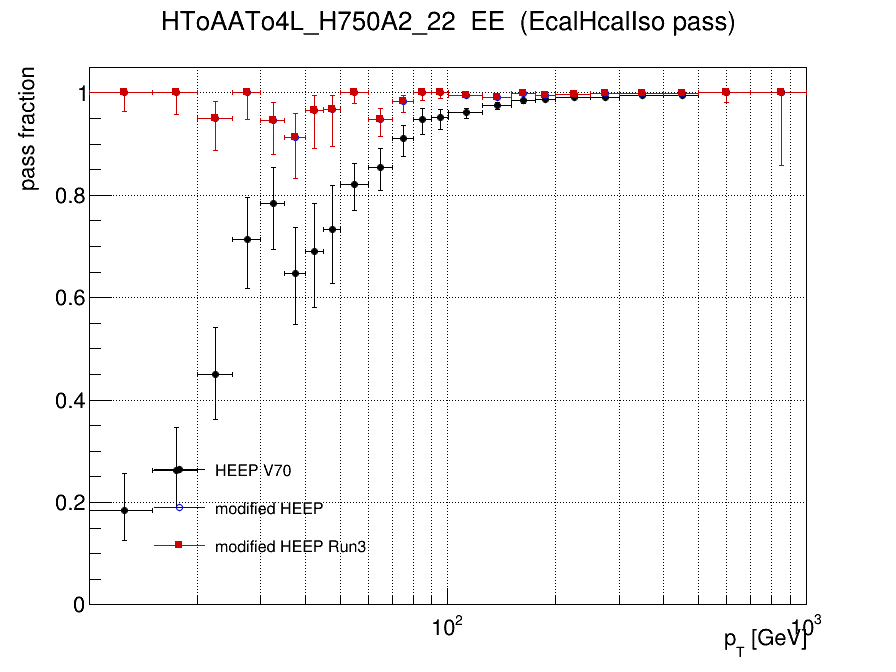 HToAATo4L_H750A2_22 EE (EcalHcalIso pass)
pass fraction
1
0.8
0.6
0.4
0.2
0
HEEP V70
modified HEEP
modified HEEP Run3
10²
10³
p_T [GeV]